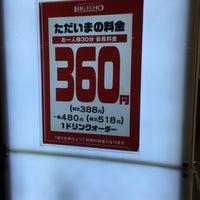 BIG ECHO
ただいまの料金
お一人様30分 会員料金
360円
(税込388円)
一般480円(税込518円)
1ドリンクオーダー